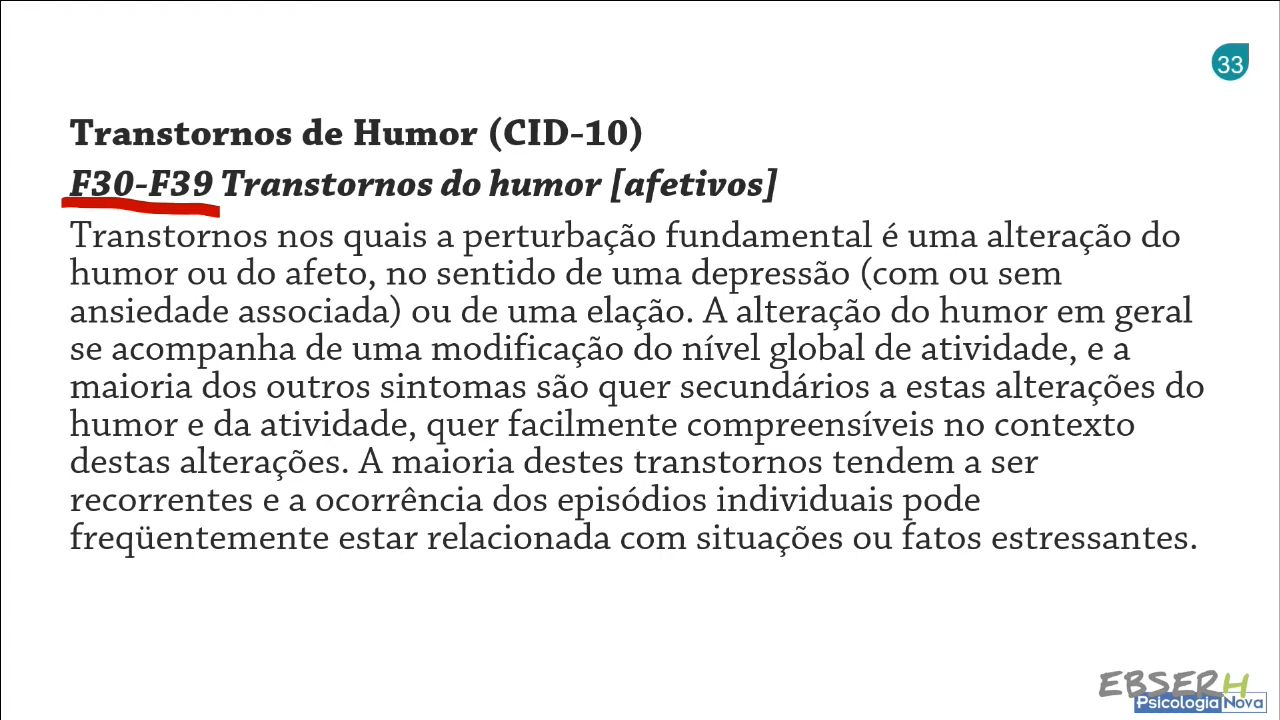 33
Transtornos de Humor (CID-10)
F30-F39 Transtornos do humor [afetivos]
Transtornos nos quais a perturbação fundamental é uma alteração do
humor ou do afeto, no sentido de uma depressão (com ou sem
ansiedade associada) ou de uma elação. A alteração do humor em geral
se acompanha de uma modificação do nível global de atividade, e a
maioria dos outros sintomas são quer secundários a estas alterações do
humor e da atividade, quer facilmente compreensíveis no contexto
destas alterações. A maioria destes transtornos tendem a ser
recorrentes e a ocorrência dos episódios individuais pode
freqüentemente estar relacionada com situações ou fatos estressantes.
EBSERH
Psicologia Nova